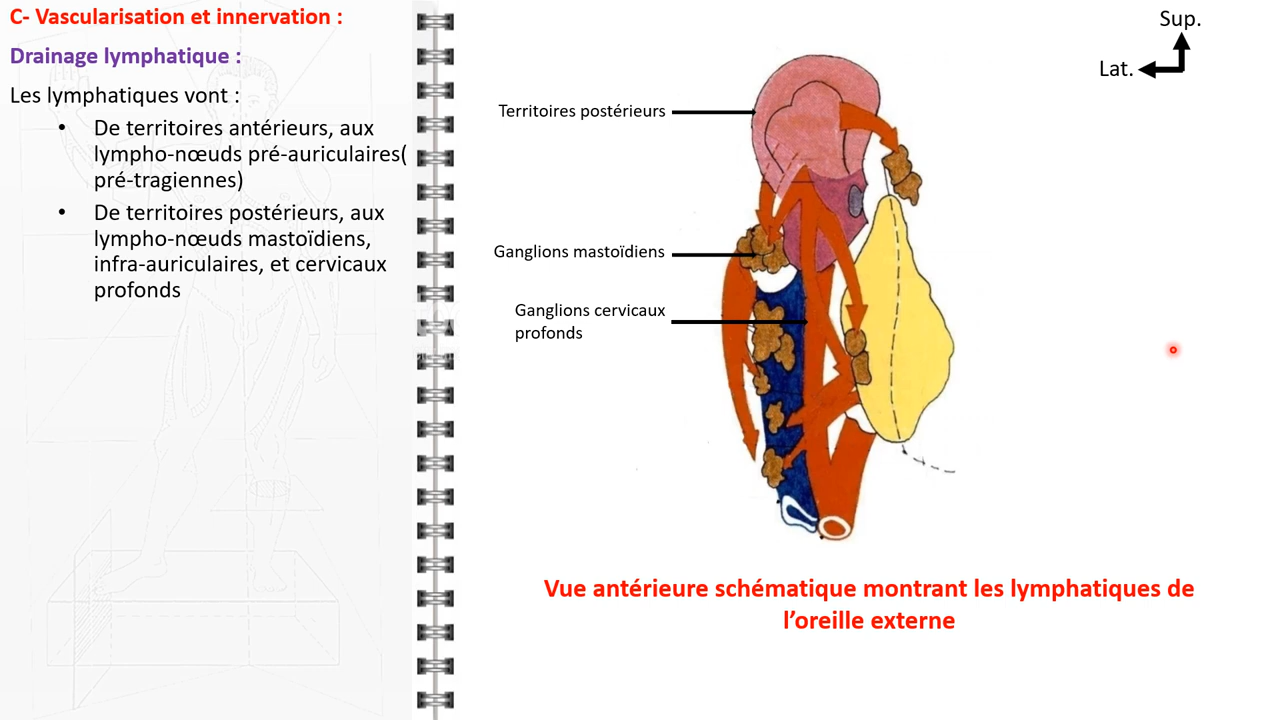 C- Vascularisation et innervation :
Drainage lymphatique :
Les lymphatiques vont :
• De territoires antérieurs, aux
lympho-nœuds pré-auriculaires(
pré-tragiennes)
• De territoires postérieurs, aux
lympho-nœuds mastoïdiens,
infra-auriculaires, et cervicaux
profonds
Sup.
Lat.
Territoires postérieurs
Ganglions mastoïdiens
Ganglions cervicaux
profonds
Vue antérieure schématique montrant les lymphatiques de
l’oreille externe